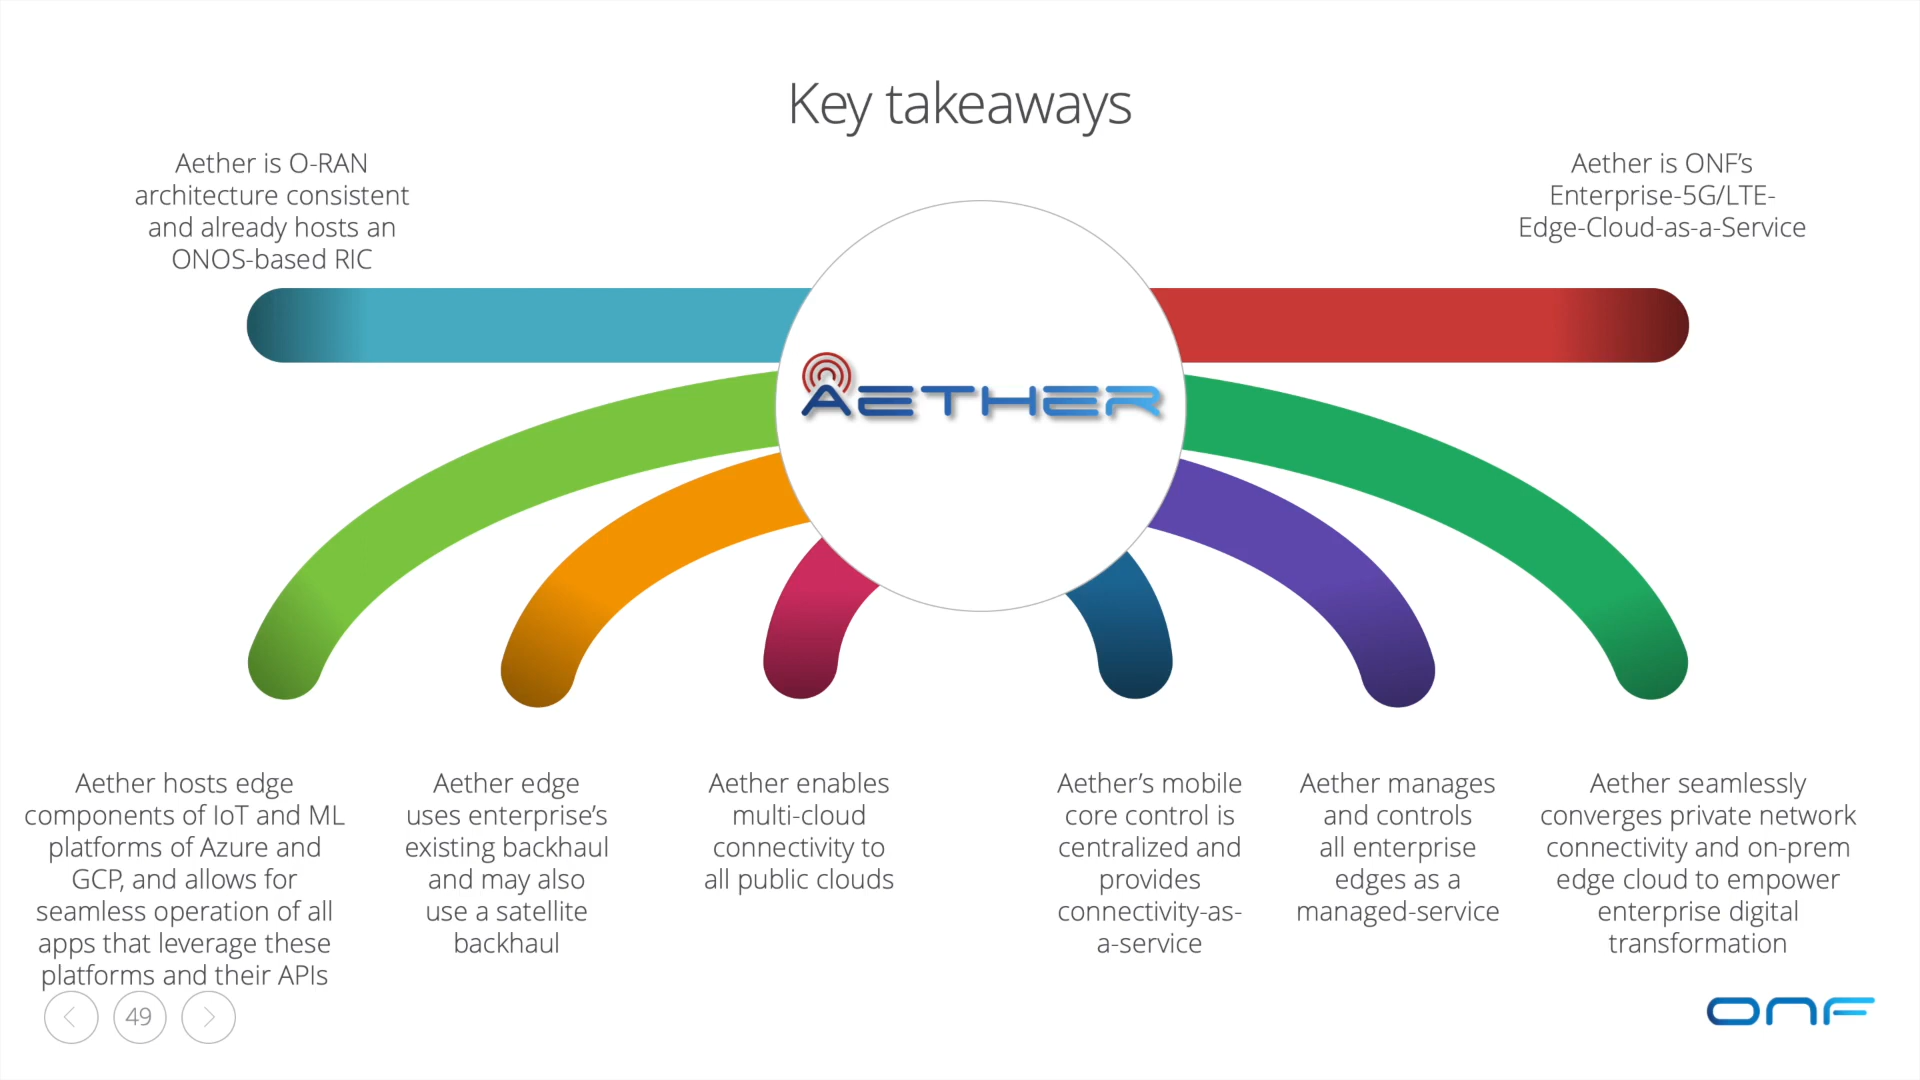 Key takeaways
Aether is O-RAN
architecture consistent
and already hosts an
ONOS-based RIC
Aether is ONF’s
Enterprise-5G/LTE-
Edge-Cloud-as-a-Service
AETHER
Aether hosts edge
components of IoT and ML
platforms of Azure and
GCP, and allows for
seamless operation of all
apps that leverage these
platforms and their APIs
Aether edge
uses enterprise’s
existing backhaul
and may also
use a satellite
backhaul
Aether enables
multi-cloud
connectivity to
all public clouds
Aether’s mobile
core control is
centralized and
provides
connectivity-as-
a-service
Aether manages
and controls
all enterprise
edges as a
managed-service
Aether seamlessly
converges private network
connectivity and on-prem
edge cloud to empower
enterprise digital
transformation
49
ONF